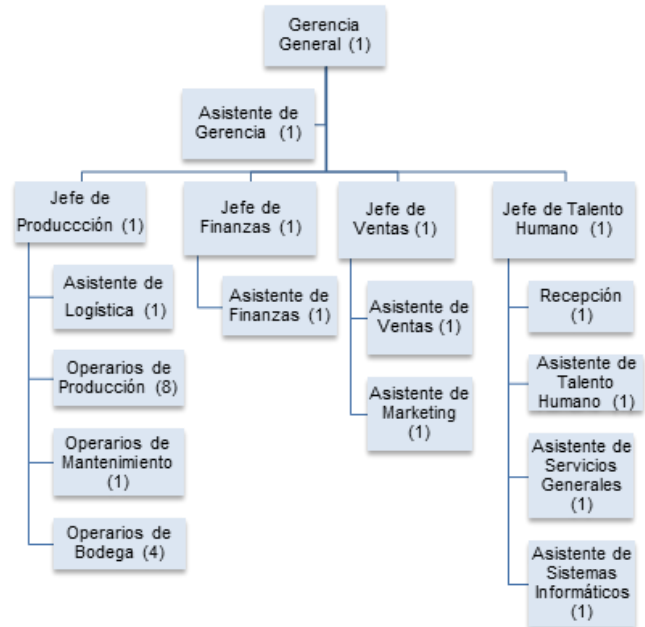 Gerencia
General (1)
Asistente de
Gerencia (1)
Jefe de
Produccción (1)
Jefe de
Finanzas (1)
Jefe de
Ventas (1)
Jefe de Talento
Humano (1)
Asistente de
Logística (1)
Operarios de
Producción (8)
Operarios de
Mantenimiento
(1)
Operarios de
Bodega (4)
Asistente de
Finanzas (1)
Asistente de
Ventas (1)
Asistente de
Marketing
(1)
Recepción
(1)
Asistente de
Talento
Humano (1)
Asistente de
Servicios
Generales
(1)
Asistente de
Sistemas
Informáticos
(1)